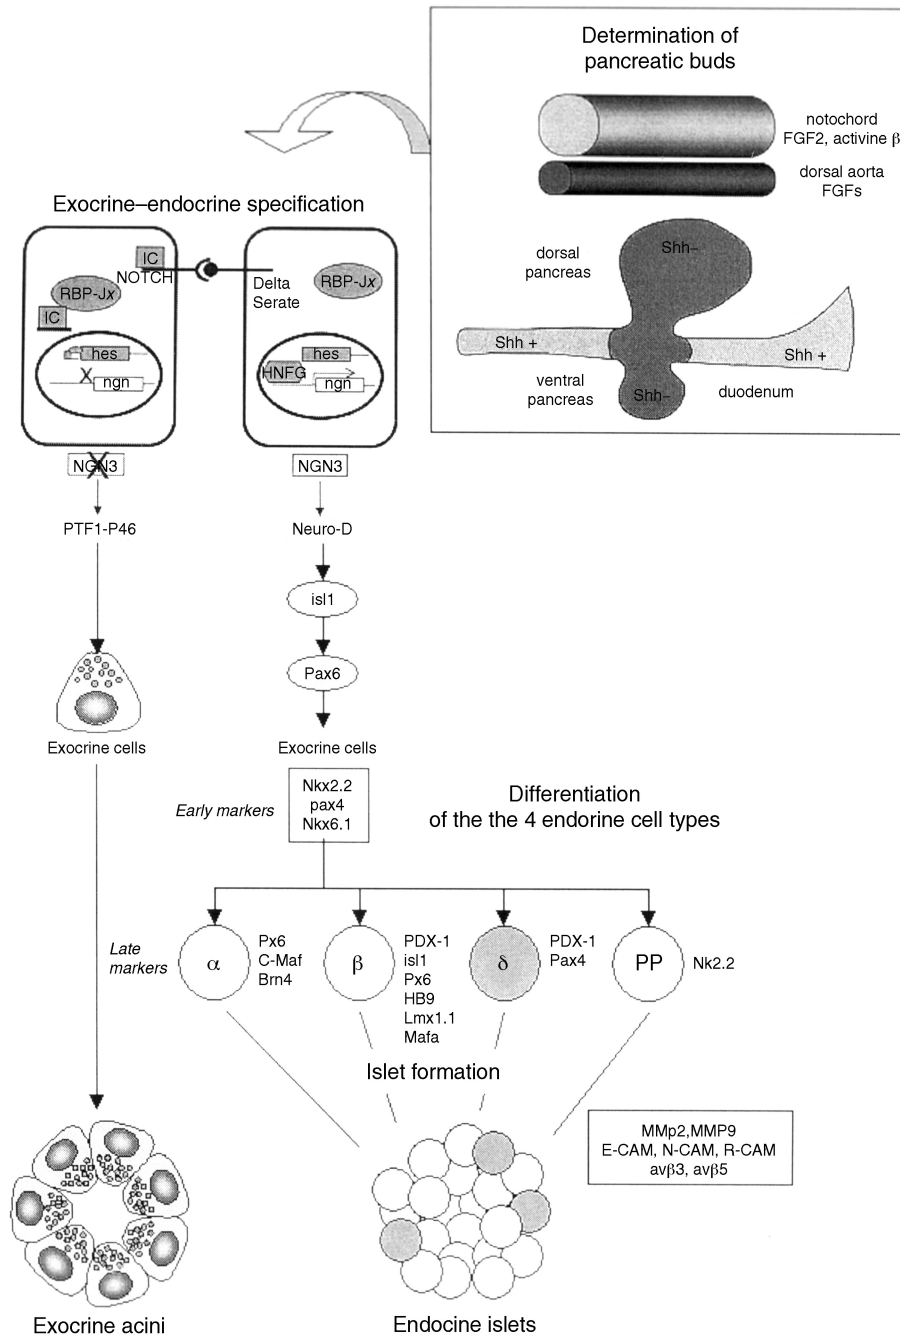 Determination of
pancreatic buds
notochord
FGF2, activine β
dorsal aorta
FGFs
dorsal
pancreas
Shh–
Shh +
Shh +
ventral
pancreas
Shh–
duodenum
Exocrine–endocrine specification
IC
NOTCH
RBP-Jx
IC
hes
X
ngn
Delta
Serate
RBP-Jx
hes
HNFG
ngn
NGN3
NGN3
PTF1-P46
Neuro-D
isl1
Pax6
Exocrine cells
Exocrine cells
Early markers
Nkx2.2
pax4
Nkx6.1
Differentiation
of the the 4 endorine cell types
Late
markers
α
Px6
C-Maf
Brn4
β
PDX-1
isl1
Px6
HB9
Lmx1.1
Mafa
δ
PDX-1
Pax4
PP
Nk2.2
Islet formation
MMp2,MMP9
E-CAM, N-CAM, R-CAM
avβ3, avβ5
Exocrine acini
Endocine islets